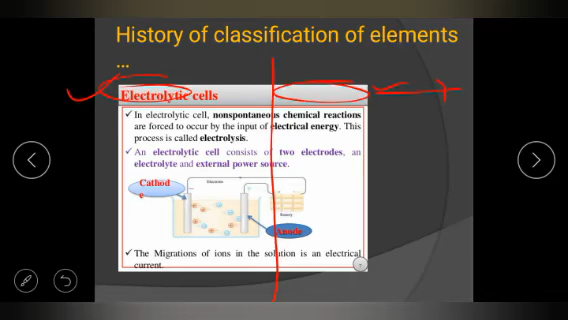 History of classification of elements
...
Electrolytic cells
✓ In electrolytic cell, nonspontaneous chemical reactions
are forced to occur by the input of electrical energy. This
process is called electrolysis.
✓ An electrolytic cell consists of two electrodes, an
electrolyte and external power source.
Cathod
e
Electrons
Battery
Anode
✓ The Migrations of ions in the solution is an electrical
current.